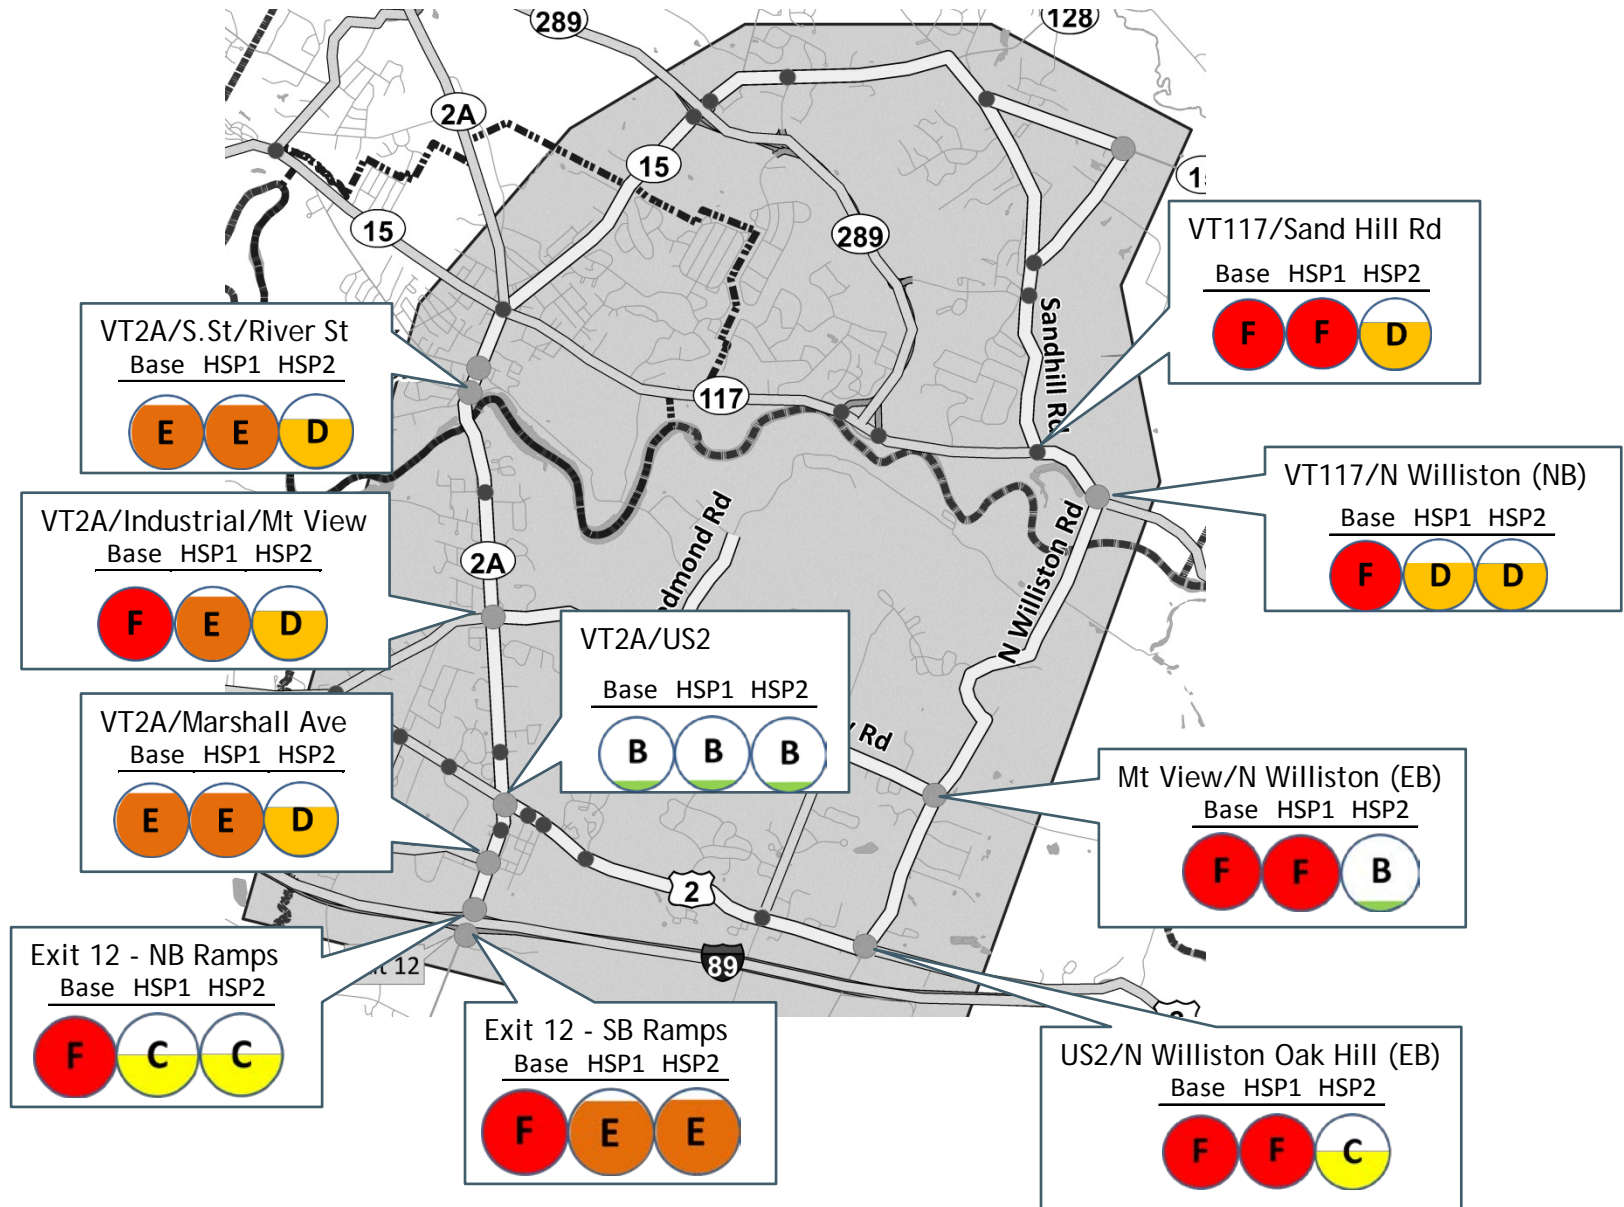 289
128
2A
15
15
289
VT117/Sand Hill Rd
Base HSP1 HSP2
F F D
Sandhill Rd
VT2A/S.St/River St
Base HSP1 HSP2
E E D
117
VT117/N Williston (NB)
Base HSP1 HSP2
F D D
VT2A/Industrial/Mt View
Base HSP1 HSP2
F E D
2A
N Williston Rd
VT2A/US2
Base HSP1 HSP2
B B B
Rd
VT2A/Marshall Ave
Base HSP1 HSP2
E E D
Mt View/N Williston (EB)
Base HSP1 HSP2
F F B
2
89
12
Exit 12 - NB Ramps
Base HSP1 HSP2
F C C
Exit 12 - SB Ramps
Base HSP1 HSP2
F E E
US2/N Williston Oak Hill (EB)
Base HSP1 HSP2
F F C